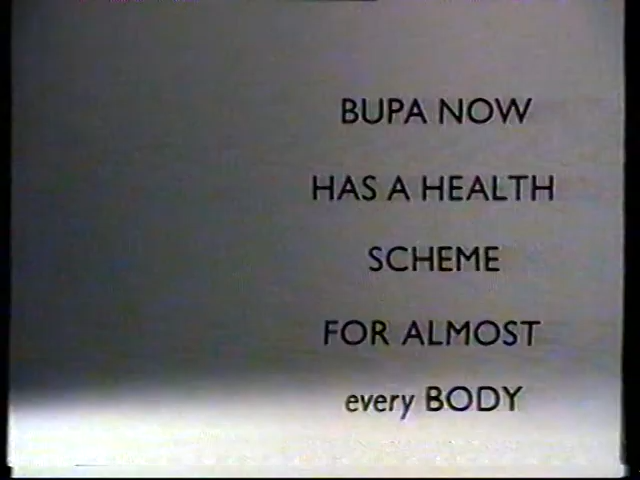 BUPA NOW
HAS A HEALTH
SCHEME
FOR ALMOST
every BODY